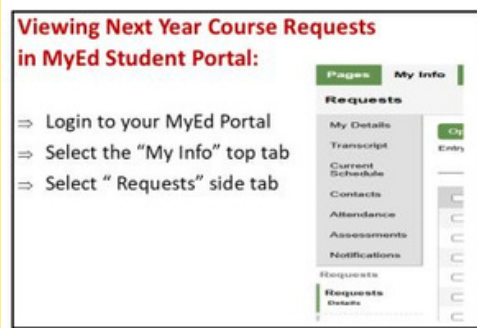 Viewing Next Year Course Requests
in MyEd Student Portal:
⇒ Login to your MyEd Portal
⇒ Select the “My Info” top tab
⇒ Select “ Requests” side tab
Pages My Info
Requests
My Details
Transcript
Current
Schedule
Contacts
Attendance
Assessments
Notifications
Requests
Requests
Details
Op
Entry